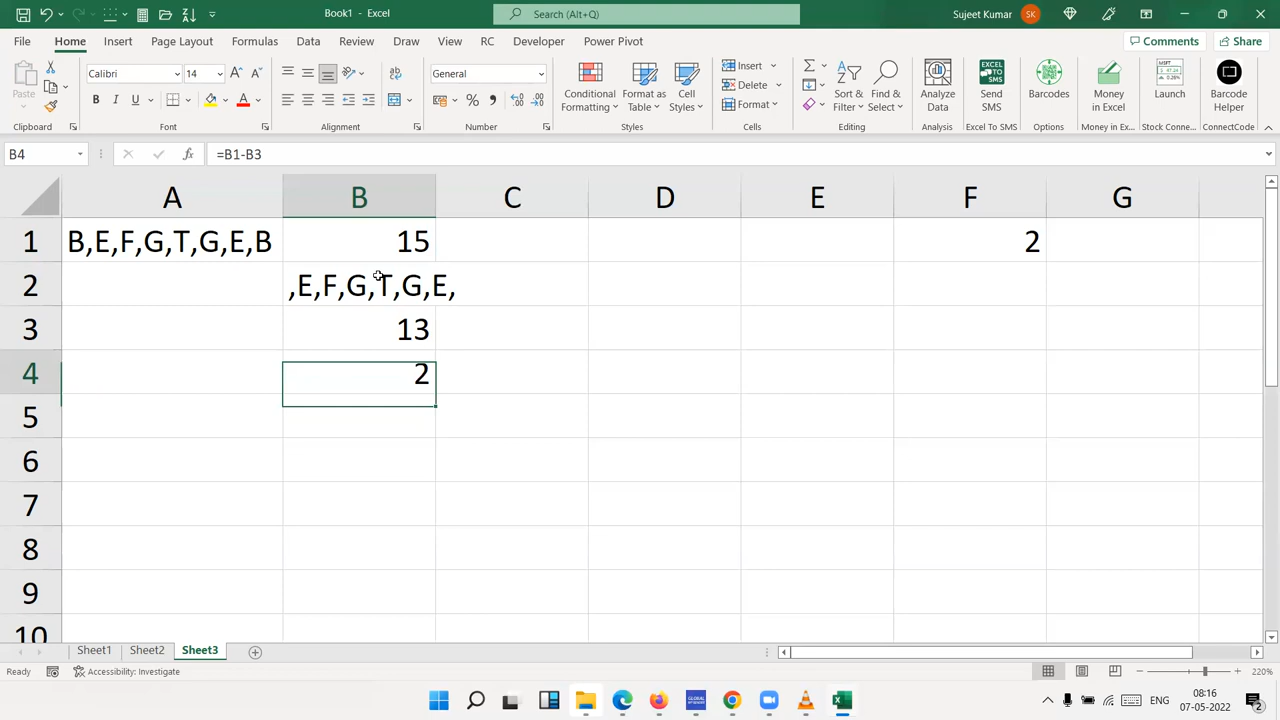 Book1 - Excel
Search (Alt+Q)
Sujeet Kumar
SK
File Home Insert Page Layout Formulas Data Review View Draw RC Developer Power Pivot
Comments Share
Paste
Calibri 14
General
Conditional Formatting
Format as Table
Cell Styles
Insert
Delete
Format
Sort & Filter
Find & Select
Analyze Data
Send SMS
Barcodes
Money in Excel
Launch
Barcode Helper
Clipboard Font Alignment Number Styles Cells Editing Analysis Excel To SMS Options Money in Ex... Stock Connе... ConnectCode
B4 fx =B1-B3
A B C D E F G
1 B,E,F,G,T,G,E,B 15 2
2 ,E,F,G,T,G,E,
3 13
4 2
5
6
7
8
9
10
Sheet1 Sheet2 Sheet3
Ready Accessibility: Investigate 220%
ENG 08:16
07-05-2022
2